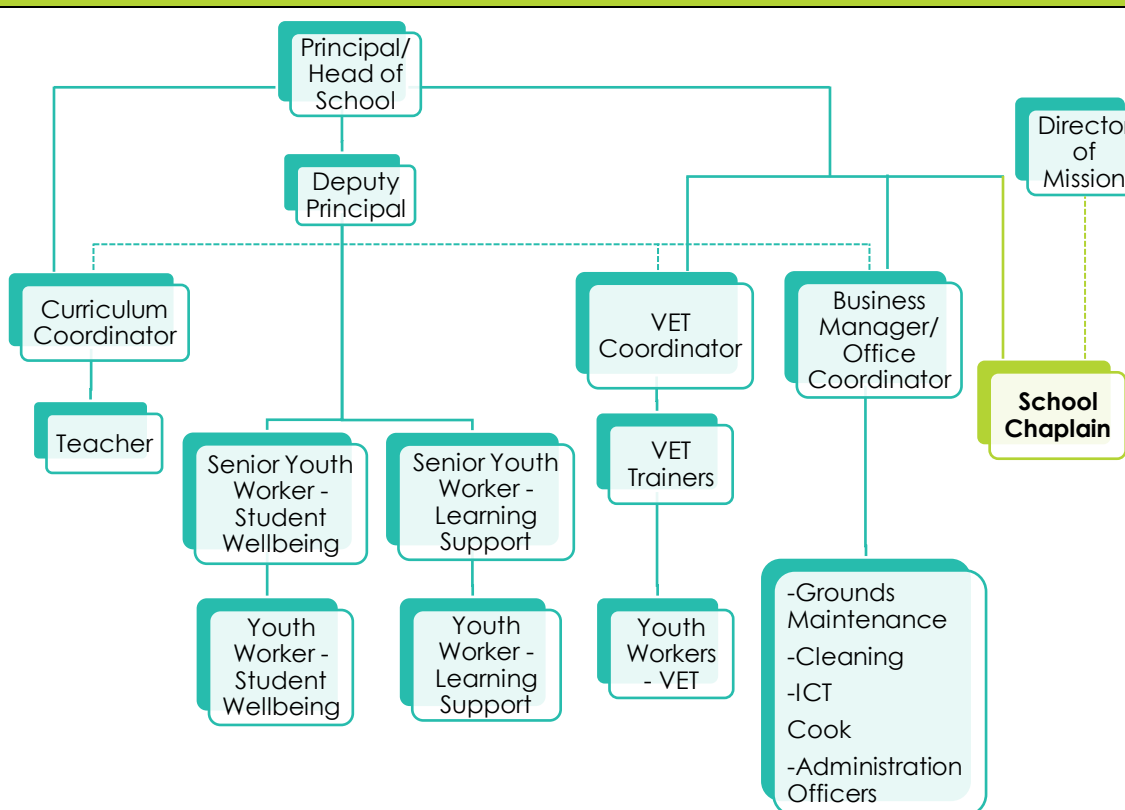 Principal/
Head of
School
Director
of
Mission
Deputy
Principal
Curriculum
Coordinator
VET
Coordinator
Business
Manager/
Office
Coordinator
School
Chaplain
Teacher
Senior Youth
Worker -
Student
Wellbeing
Senior Youth
Worker -
Learning
Support
VET
Trainers
Youth
Worker -
Student
Wellbeing
Youth
Worker -
Learning
Support
Youth
Workers
- VET
-Grounds
Maintenance
-Cleaning
-ICT
Cook
-Administration
Officers